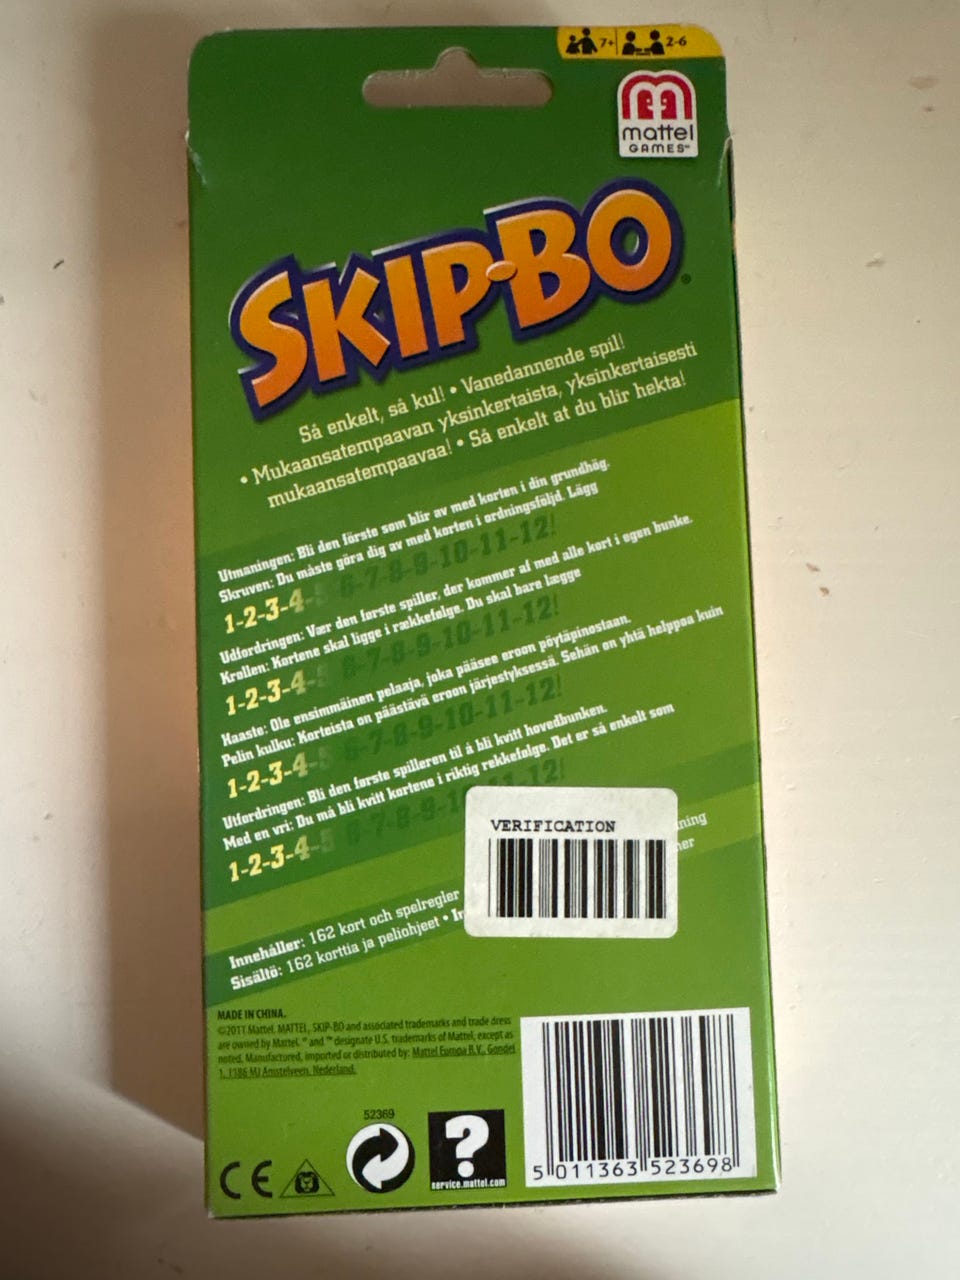 7+ 2-6
mattel
GAMES™
SKIP-BO®
Så enkelt, så kul! • Vanedannende spil!
• Mukaansatempaavan yksinkertaista, yksinkertaisesti
mukaansatempaavaa! • Så enkelt at du blir hekta!
Utmaningen: Bli den förste som blir av med korten i din grundhög.
Skruven: Du måste göra dig av med korten i ordningsföljd. Lägg
1-2-3-4-5 6-7-8-9-10-11-12!
Udfordringen: Vær den første spiller, der kommer af med alle kort i egen bunke.
Krollen: Kortene skal ligge i rækkefølge. Du skal bare lægge
1-2-3-4-5 6-7-8-9-10-11-12!
Haaste: Ole ensimmäinen pelaaja, joka pääsee eroon pöytäpinostaan.
Pelin kulku: Korteista on päästävä eroon järjestyksessä. Sehän on yhtä helppoa kuin
1-2-3-4-5 6-7-8-9-10-11-12!
Utfordringen: Bli den første spilleren til å bli kvitt hovedbunken.
Med en vri: Du må bli kvitt kortene i riktig rekkefølge. Det er så enkelt som
1-2-3-4-5 6-7-8-9-1 1-12!
VERIFICATION
Innehåller: 162 kort och spelregler ning
Sisältö: 162 korttia ja peliohjeet • In ner
MADE IN CHINA.
©2011 Mattel. MATTEL, SKIP-BO and associated trademarks and trade dress
are owned by Mattel. ® and ™ designate U.S. trademarks of Mattel, except as
noted. Manufactured, imported or distributed by: Mattel Europa B.V., Gondel
1, 1186 MJ Amstelveen, Nederland.
52369
CE
?
service.mattel.com
5 011363 523698